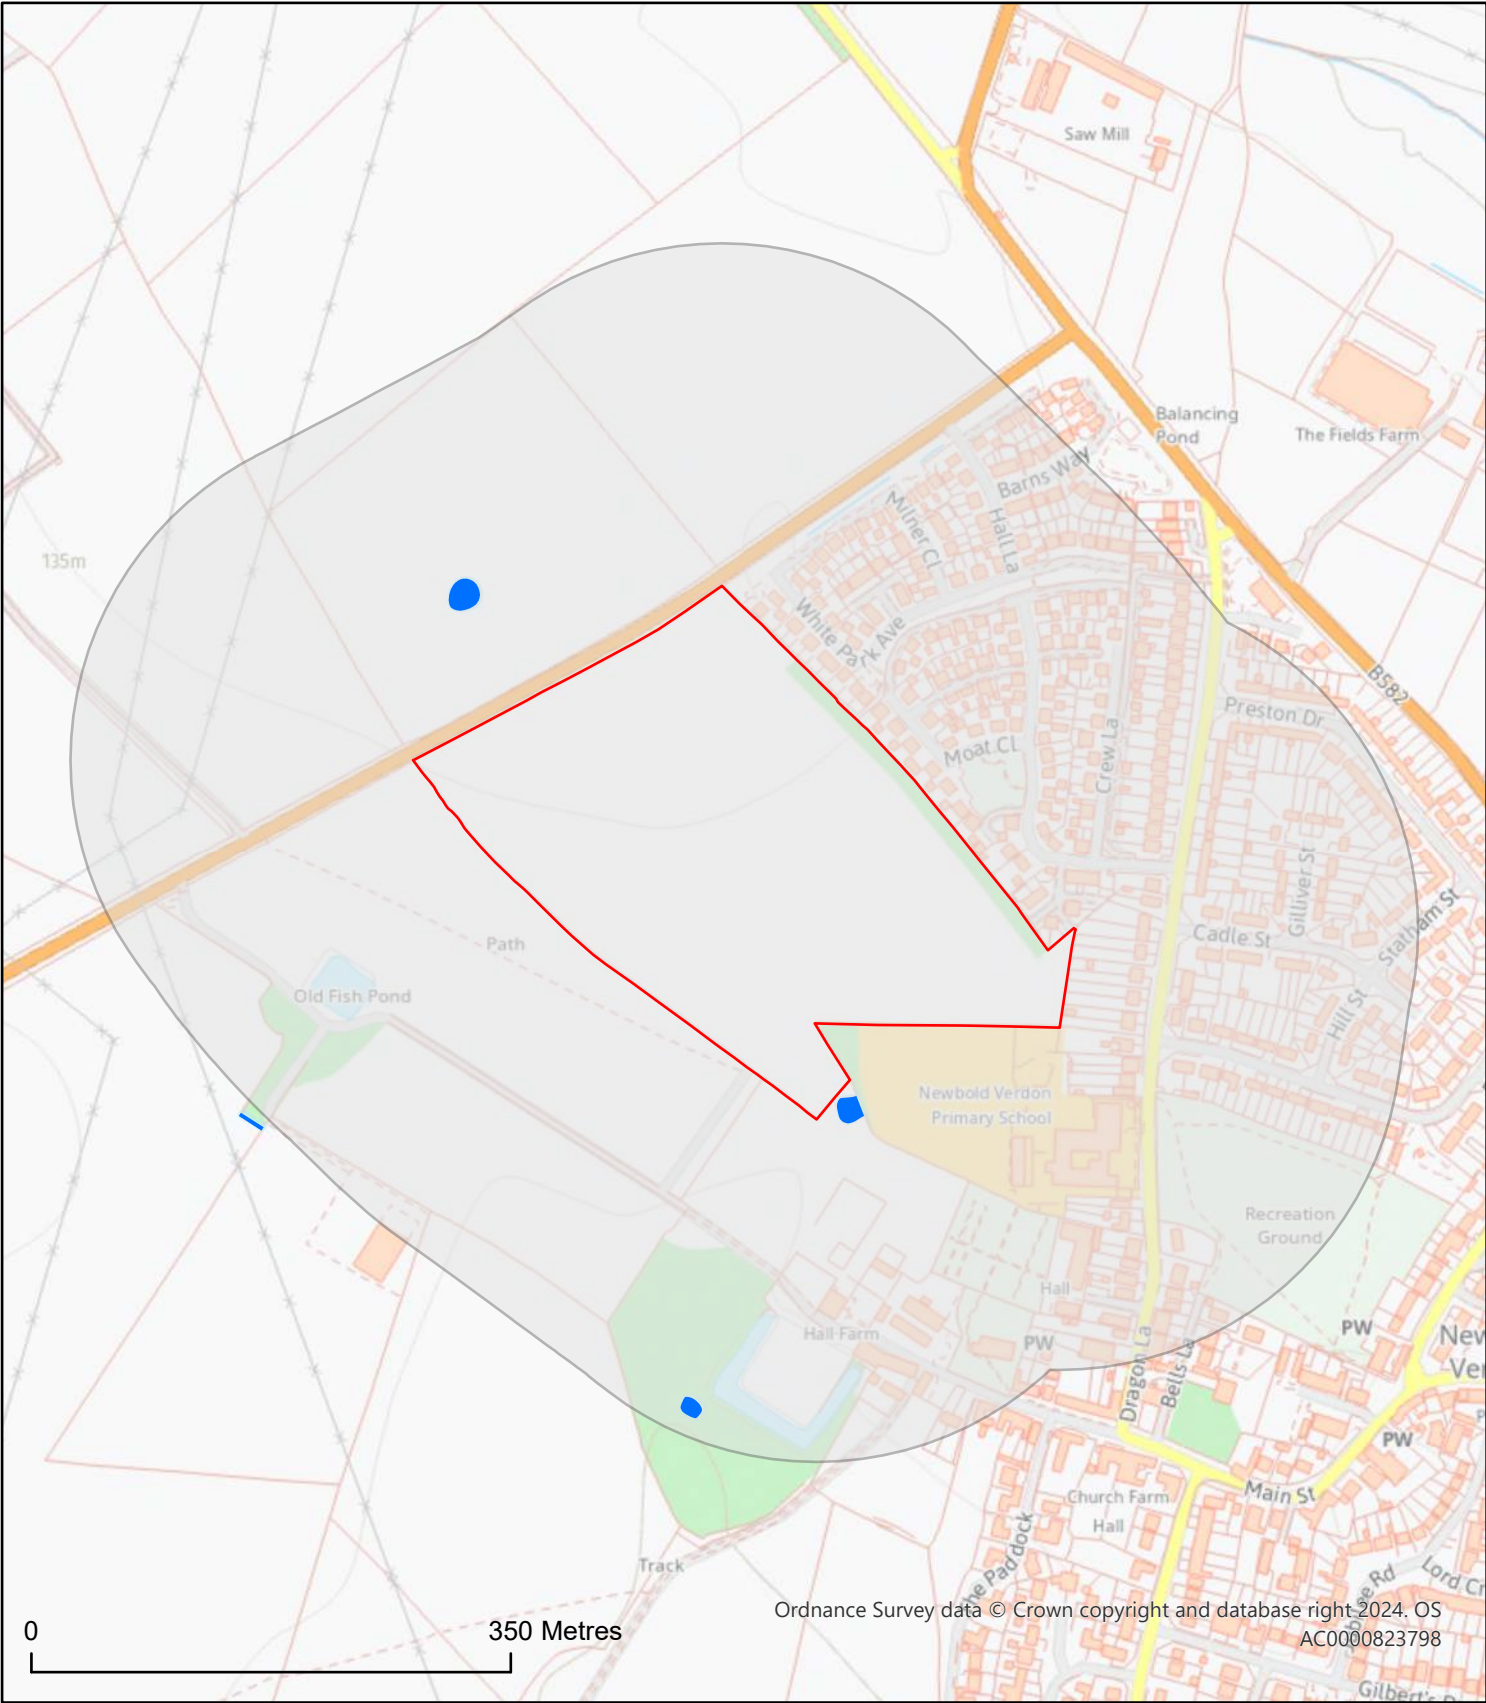 Saw Mill
Balancing
Pond
The Fields Farm
Barns Way
Milner Cl
Hall La
135m
White Park Ave
B582
Preston Dr
Moat Cl
Crew La
Gilliver St
Statham St
Cadle St
Path
Old Fish Pond
Hill St
Newbold Verdon
Primary School
Recreation
Ground
Hall
Hall Farm
PW
PW
New
Ver
Dragon La
Bells La
PW
Main St
Church Farm
Hall
The Paddock
Track
Lord Cr
Jubilee Rd
Ordnance Survey data © Crown copyright and database right 2024. OS
AC0000823798
0
350 Metres
Gilbert's D